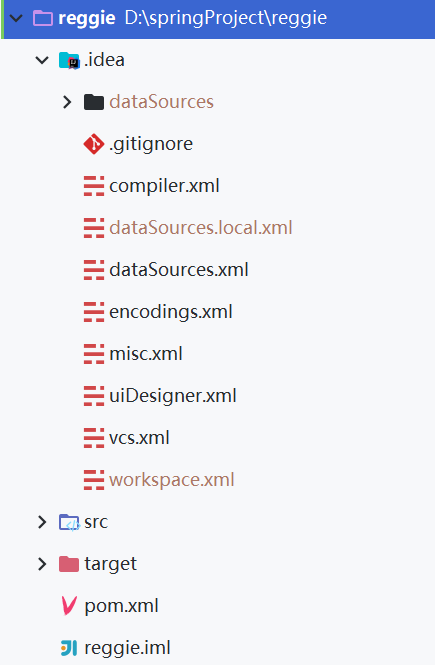 reggie D:\springProject\reggie
.idea
dataSources
.gitignore
compiler.xml
dataSources.local.xml
dataSources.xml
encodings.xml
misc.xml
uiDesigner.xml
vcs.xml
workspace.xml
src
target
pom.xml
reggie.iml